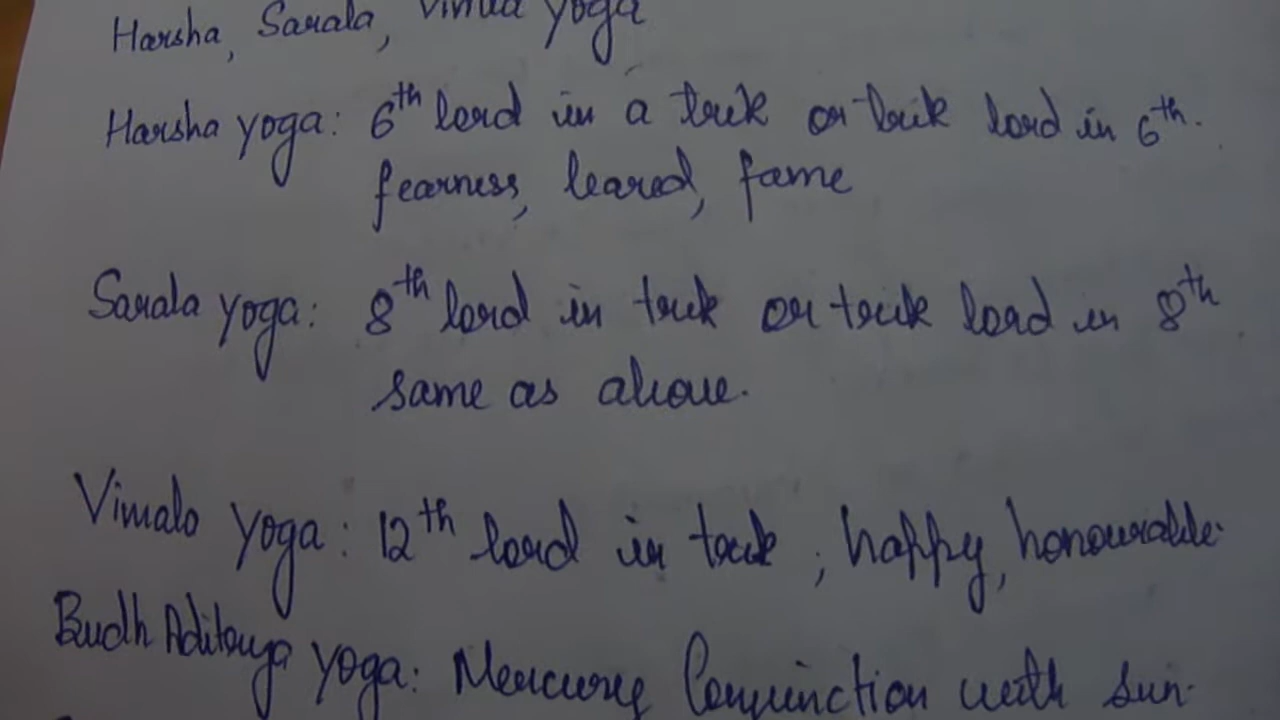 Harsha, Sarala, Vimla yoga
Harsha yoga: 6th lord in a trik or trik lord in 6th.
fearness, leared, fame
Sarala yoga: 8th lord in trik or trik lord in 8th
same as above.
Vimala yoga: 12th lord in trik, happy, honourable.
Budh Aditya yoga: Mercury Conjunction with sun.